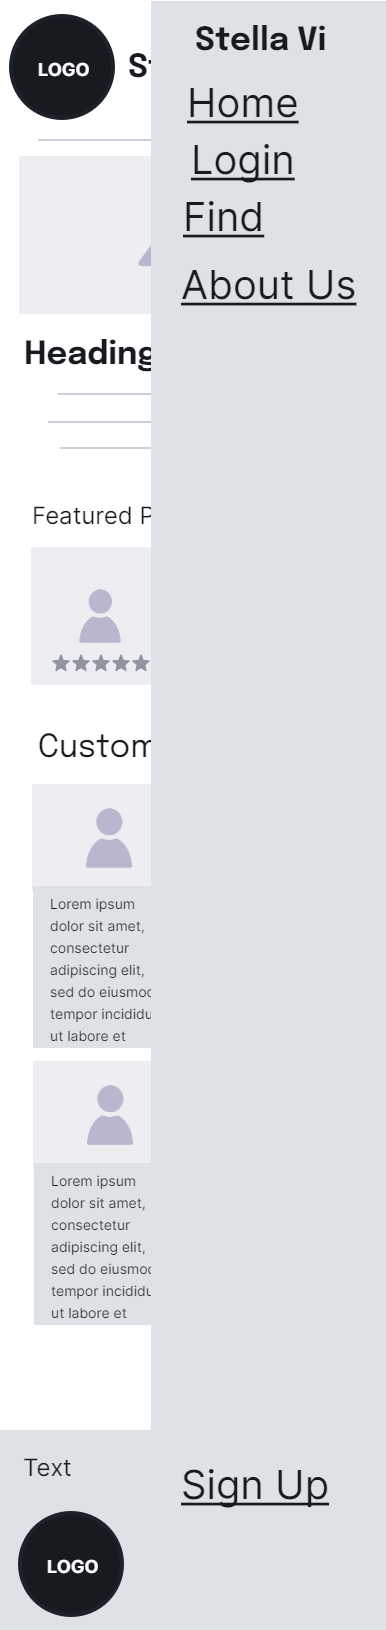 LOGO
St
Stella Vi
Home
Login
Find
About Us
Heading
Featured P
Custom
Lorem ipsum
dolor sit amet,
consectetur
adipiscing elit,
sed do eiusmod
tempor incididu
ut labore et
Lorem ipsum
dolor sit amet,
consectetur
adipiscing elit,
sed do eiusmod
tempor incididu
ut labore et
Text
Sign Up
LOGO